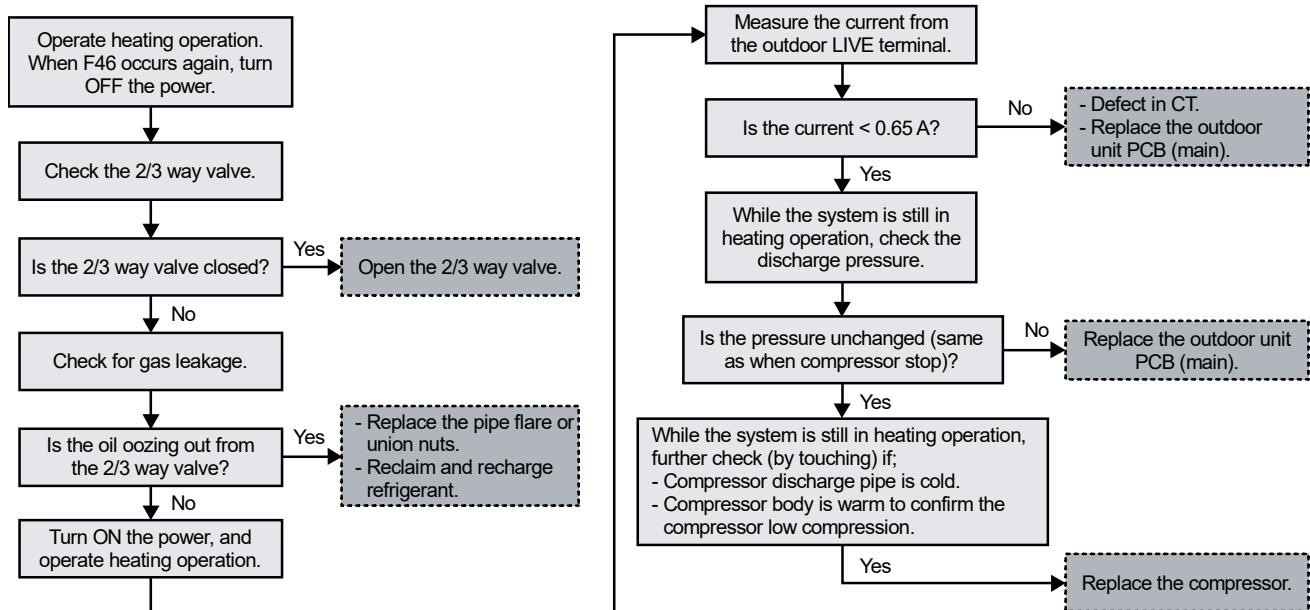 Operate heating operation.
When F46 occurs again, turn
OFF the power.
Check the 2/3 way valve.
Is the 2/3 way valve closed?
Yes
Open the 2/3 way valve.
No
Check for gas leakage.
Is the oil oozing out from
the 2/3 way valve?
Yes
- Replace the pipe flare or
union nuts.
- Reclaim and recharge
refrigerant.
No
Turn ON the power, and
operate heating operation.
Measure the current from
the outdoor LIVE terminal.
Is the current < 0.65 A?
No
- Defect in CT.
- Replace the outdoor
unit PCB (main).
Yes
While the system is still in
heating operation, check the
discharge pressure.
Is the pressure unchanged (same
as when compressor stop)?
No
Replace the outdoor unit
PCB (main).
Yes
While the system is still in heating operation,
further check (by touching) if;
- Compressor discharge pipe is cold.
- Compressor body is warm to confirm the
compressor low compression.
Yes
Replace the compressor.